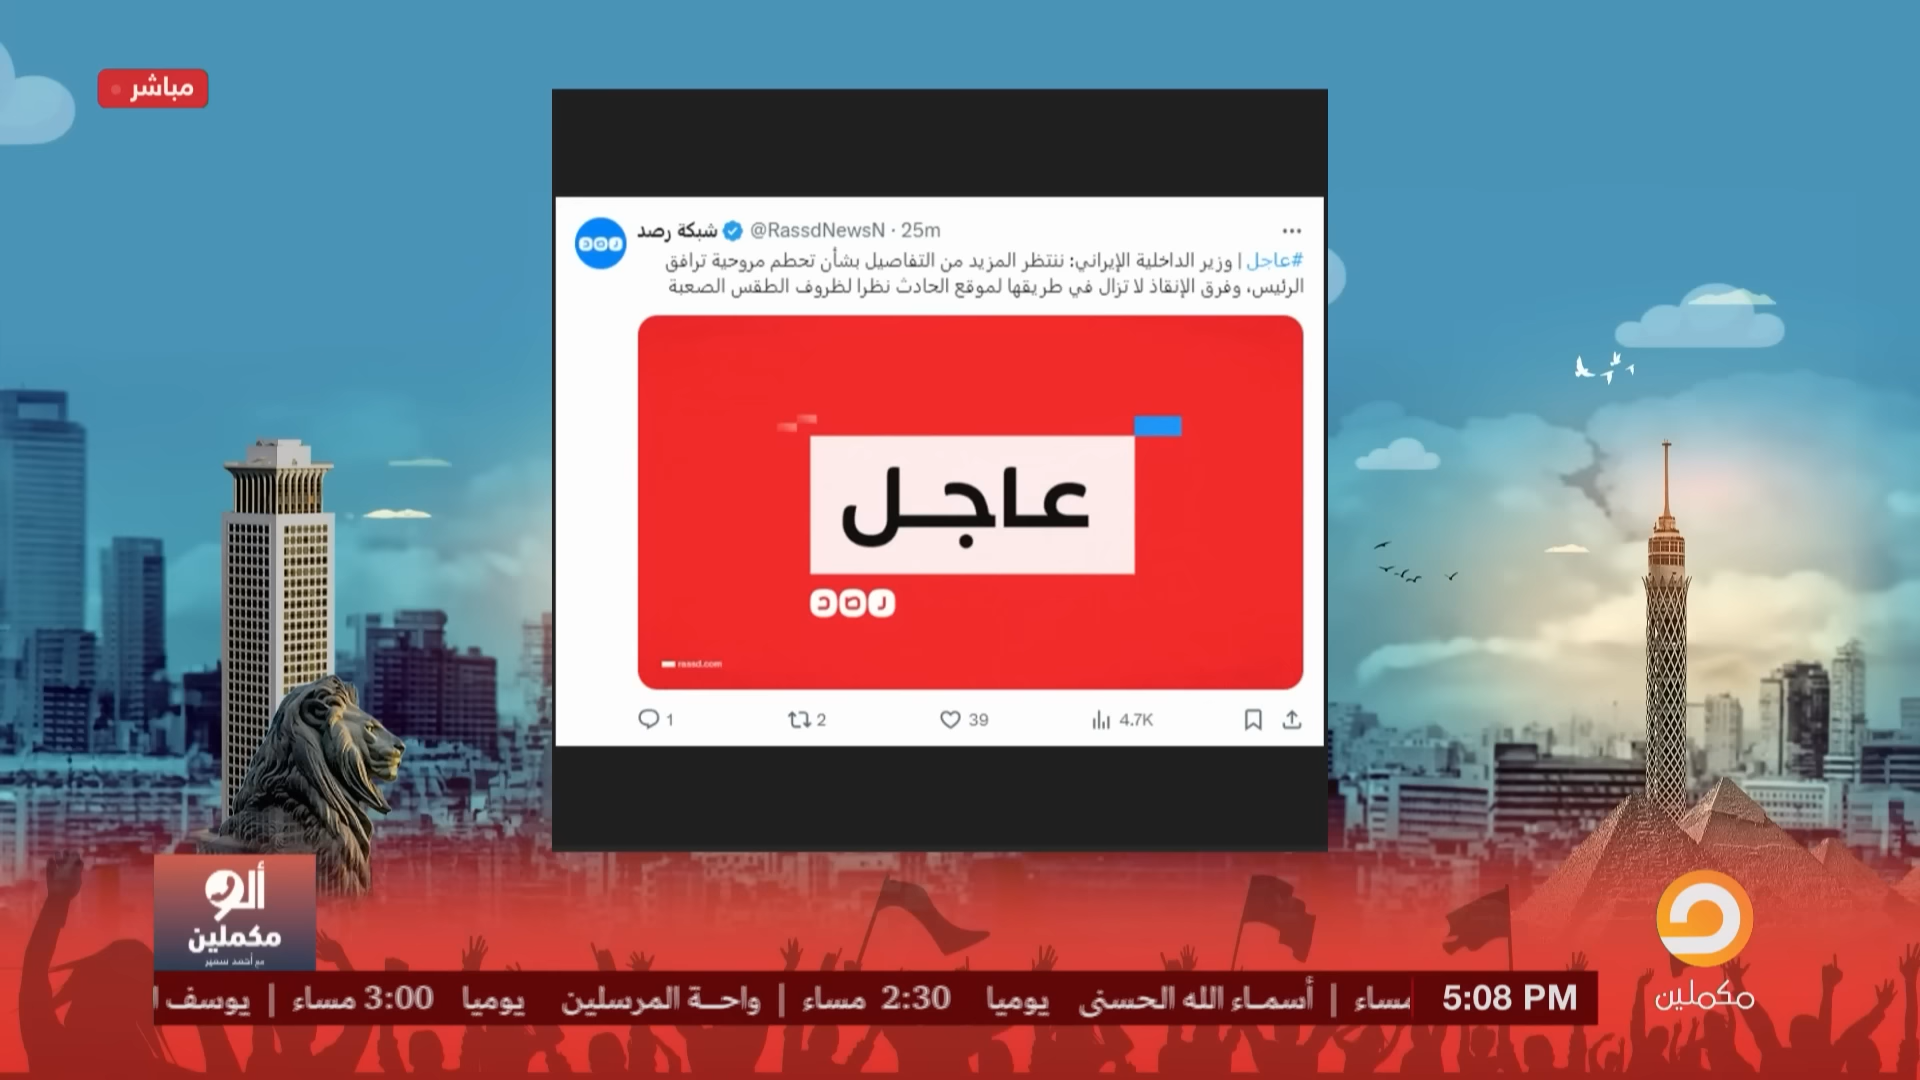 مباشر
شبكة رصد @RassdNewsN · 25m
#عاجل | وزير الداخلية الإيراني: ننتظر المزيد من التفاصيل بشأن تحطم مروحية ترافق
الرئيس، وفرق الإنقاذ لا تزال في طريقها لموقع الحادث نظرا لظروف الطقس الصعبة
عاجل
رصد
rassd.com
1 2 39 4.7K
ألو
مكملين
مع أحمد سمير
مساء | أسماء الله الحسنى يوميا 2:30 مساء | واحة المرسلين يوميا 3:00 مساء | يوسف ا
5:08 PM
مكملين